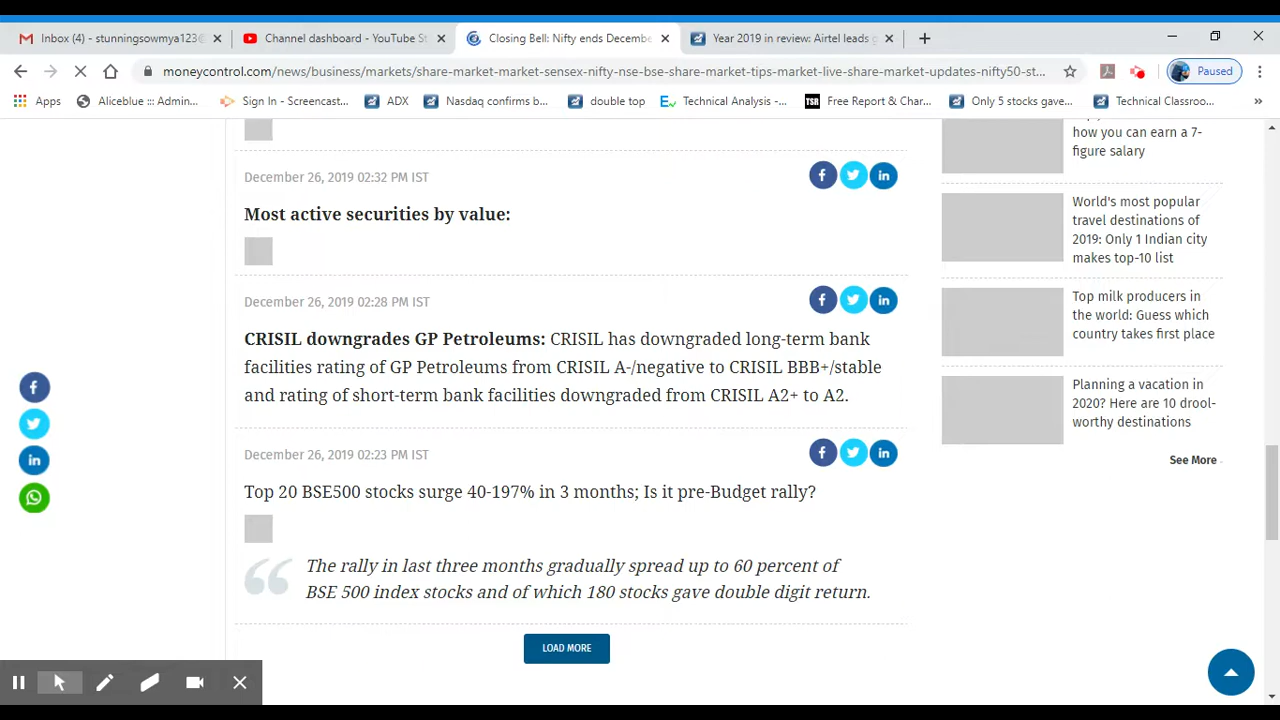 Inbox (4) - stunningsowmya123@
Channel dashboard - YouTube St
Closing Bell: Nifty ends Decembe
Year 2019 in review: Airtel leads g
moneycontrol.com/news/business/markets/share-market-market-sensex-nifty-nse-bse-share-market-tips-market-live-share-market-updates-nifty50-st...
Paused
Apps
Aliceblue ::: Admin...
Sign In - Screencast...
ADX
Nasdaq confirms b...
double top
Technical Analysis -...
TSR
Free Report & Char...
Only 5 stocks gave...
Technical Classroo...
»
December 26, 2019 02:32 PM IST
Most active securities by value:
December 26, 2019 02:28 PM IST
CRISIL downgrades GP Petroleums: CRISIL has downgraded long-term bank
facilities rating of GP Petroleums from CRISIL A-/negative to CRISIL BBB+/stable
and rating of short-term bank facilities downgraded from CRISIL A2+ to A2.
December 26, 2019 02:23 PM IST
Top 20 BSE500 stocks surge 40-197% in 3 months; Is it pre-Budget rally?
The rally in last three months gradually spread up to 60 percent of
BSE 500 index stocks and of which 180 stocks gave double digit return.
LOAD MORE
how you can earn a 7-
figure salary
World's most popular
travel destinations of
2019: Only 1 Indian city
makes top-10 list
Top milk producers in
the world: Guess which
country takes first place
Planning a vacation in
2020? Here are 10 drool-
worthy destinations
See More